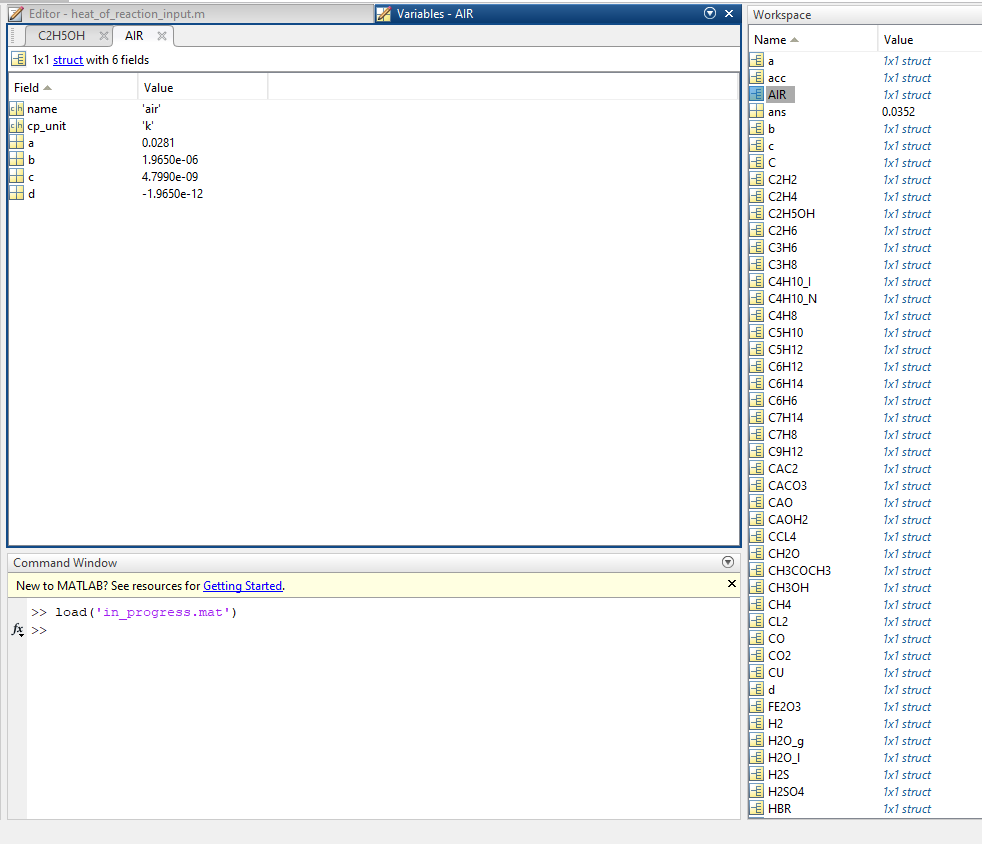 Editor - heat_of_reaction_input.m
Variables - AIR
C2H5OH
AIR
1x1 struct with 6 fields
Field Value
name 'air'
cp_unit 'k'
a 0.0281
b 1.9650e-06
c 4.7990e-09
d -1.9650e-12
Command Window
New to MATLAB? See resources for Getting Started.
>> load('in_progress.mat')
fx >>
Workspace
Name Value
a 1x1 struct
acc 1x1 struct
AIR 1x1 struct
ans 0.0352
b 1x1 struct
c 1x1 struct
C 1x1 struct
C2H2 1x1 struct
C2H4 1x1 struct
C2H5OH 1x1 struct
C2H6 1x1 struct
C3H6 1x1 struct
C3H8 1x1 struct
C4H10_I 1x1 struct
C4H10_N 1x1 struct
C4H8 1x1 struct
C5H10 1x1 struct
C5H12 1x1 struct
C6H12 1x1 struct
C6H14 1x1 struct
C6H6 1x1 struct
C7H14 1x1 struct
C7H8 1x1 struct
C9H12 1x1 struct
CAC2 1x1 struct
CACO3 1x1 struct
CAO 1x1 struct
CAOH2 1x1 struct
CCL4 1x1 struct
CH2O 1x1 struct
CH3COCH3 1x1 struct
CH3OH 1x1 struct
CH4 1x1 struct
CL2 1x1 struct
CO 1x1 struct
CO2 1x1 struct
CU 1x1 struct
d 1x1 struct
FE2O3 1x1 struct
H2 1x1 struct
H2O_g 1x1 struct
H2O_l 1x1 struct
H2S 1x1 struct
H2SO4 1x1 struct
HBR 1x1 struct